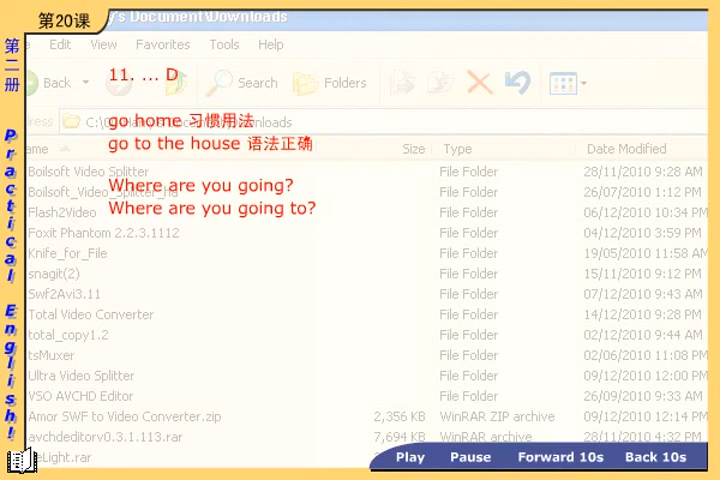 第20课
y's Document\Downloads
第二册
Practical English!
Edit View Favorites Tools Help
Back Search Folders
11. ... D
go home 习惯用法
go to the house 语法正确
Where are you going?
Where are you going to?
Size Type Date Modified
Boilsoft Video Splitter File Folder 28/11/2010 9:28 AM
Boilsoft_Video_Splitter_ha File Folder 26/07/2010 1:12 PM
Flash2Video File Folder 06/12/2010 10:34 PM
Foxit Phantom 2.2.3.1112 File Folder 04/12/2010 3:59 PM
Knife_for_File File Folder 19/05/2010 11:58 AM
snagit(2) File Folder 15/11/2010 9:12 PM
Swf2Avi3.11 File Folder 07/12/2010 9:43 AM
Total Video Converter File Folder 14/12/2010 9:28 PM
total_copy1.2 File Folder 02/12/2010 9:44 AM
tsMuxer File Folder 02/06/2010 11:08 PM
Ultra Video Splitter File Folder 09/12/2010 12:00 PM
VSO AVCHD Editor File Folder 26/09/2010 9:33 AM
Amor SWF to Video Converter.zip 2,356 KB WinRAR ZIP archive 09/12/2010 12:14 PM
avchdeditorv0.3.1.113.rar 7,694 KB WinRAR archive 28/11/2010 4:32 PM
eLight.rar
Play Pause Forward 10s Back 10s